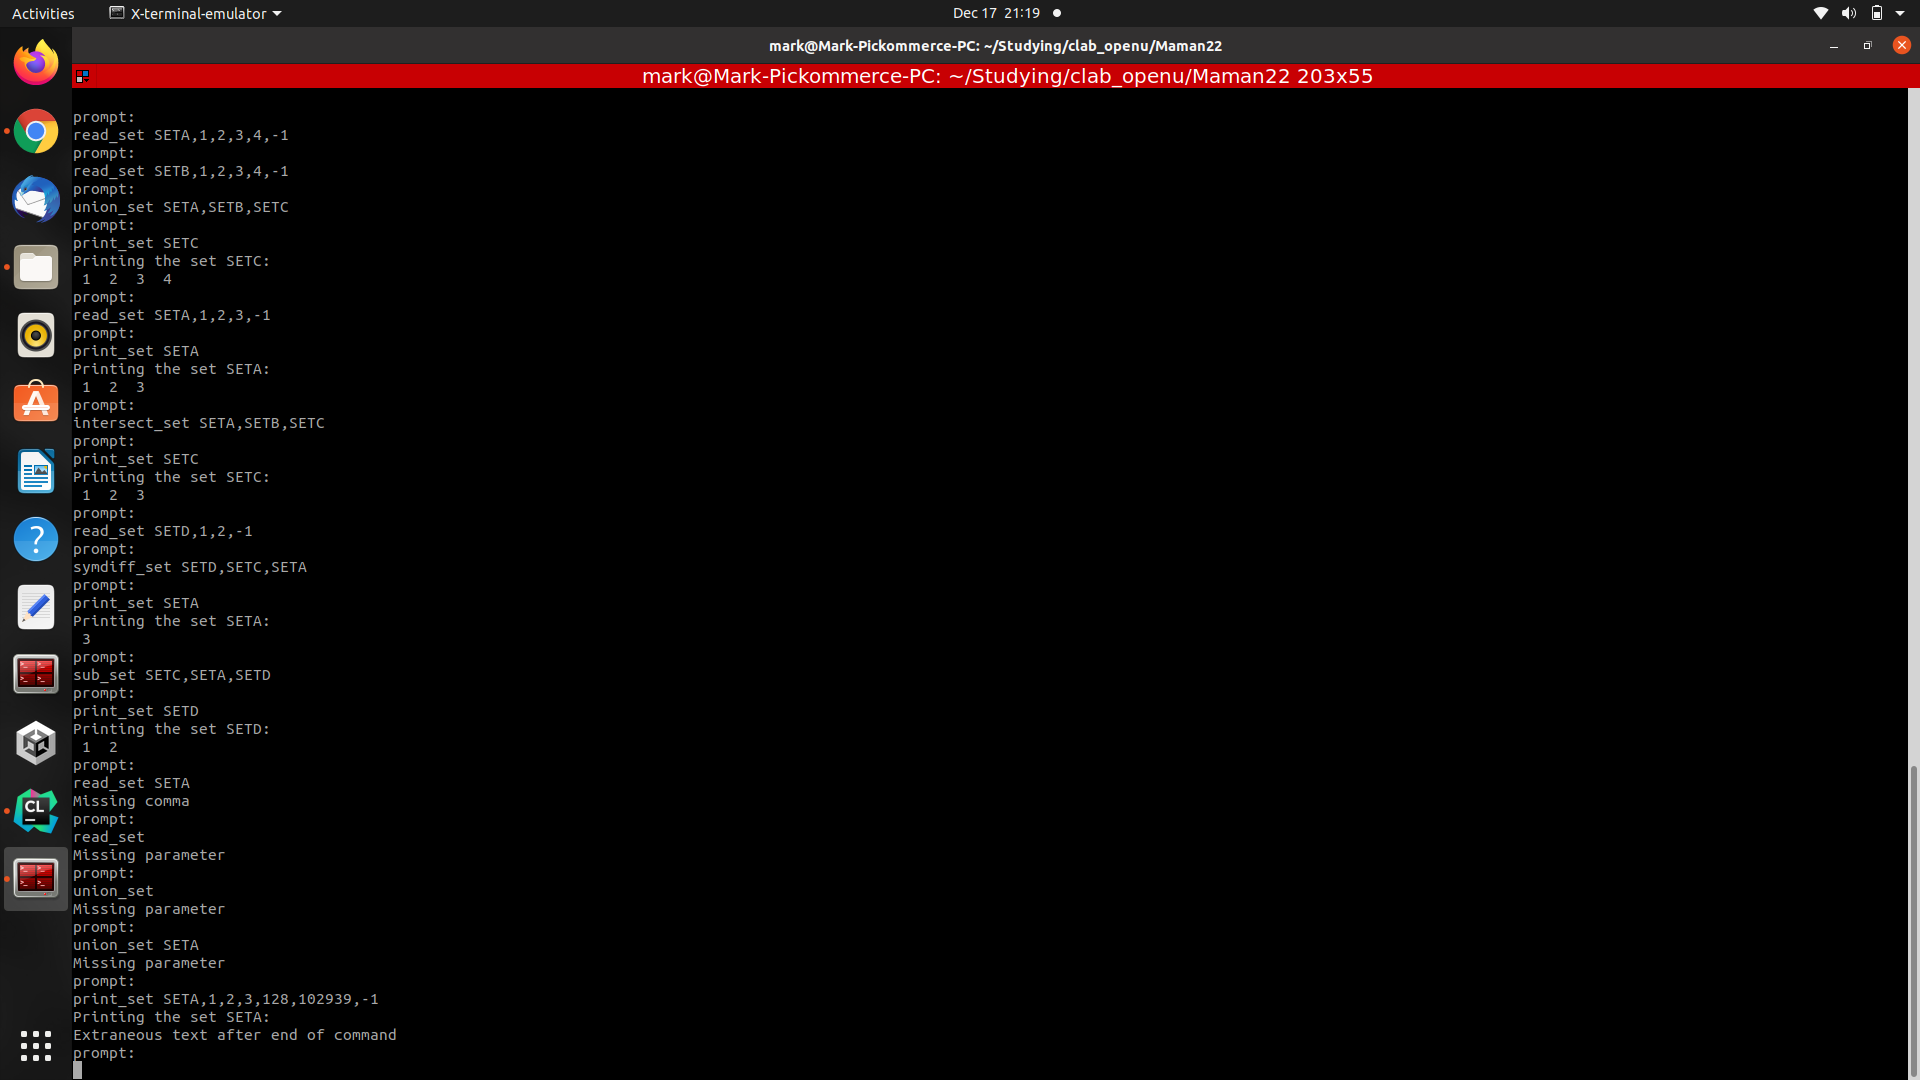 Activities
X-terminal-emulator
Dec 17 21:19
mark@Mark-Pickommerce-PC: ~/Studying/clab_openu/Maman22
mark@Mark-Pickommerce-PC: ~/Studying/clab_openu/Maman22 203x55
prompt:
read_set SETA,1,2,3,4,-1
prompt:
read_set SETB,1,2,3,4,-1
prompt:
union_set SETA,SETB,SETC
prompt:
print_set SETC
Printing the set SETC:
1 2 3 4
prompt:
read_set SETA,1,2,3,-1
prompt:
print_set SETA
Printing the set SETA:
1 2 3
prompt:
intersect_set SETA,SETB,SETC
prompt:
print_set SETC
Printing the set SETC:
1 2 3
prompt:
read_set SETD,1,2,-1
prompt:
symdiff_set SETD,SETC,SETA
prompt:
print_set SETA
Printing the set SETA:
3
prompt:
sub_set SETC,SETA,SETD
prompt:
print_set SETD
Printing the set SETD:
1 2
prompt:
read_set SETA
Missing comma
prompt:
read_set
Missing parameter
prompt:
union_set
Missing parameter
prompt:
union_set SETA
Missing parameter
prompt:
print_set SETA,1,2,3,128,102939,-1
Printing the set SETA:
Extraneous text after end of command
prompt:
CL